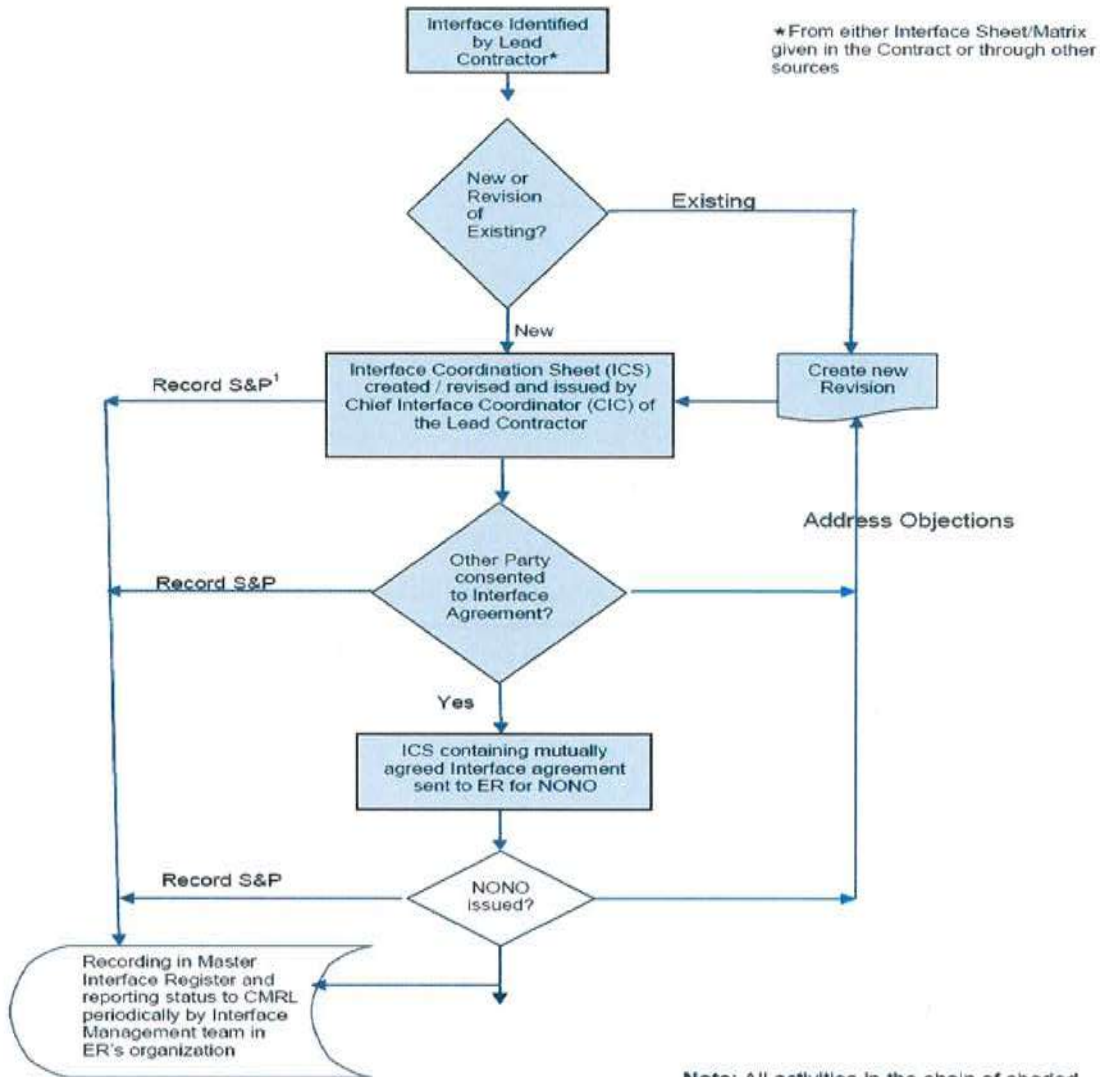 Interface Identified
by Lead
Contractor*
★From either Interface Sheet/Matrix
given in the Contract or through other
sources
New or
Revision
of
Existing?
Existing
New
Record S&P¹
Interface Coordination Sheet (ICS)
created / revised and issued by
Chief Interface Coordinator (CIC) of
the Lead Contractor
Create new
Revision
Address Objections
Record S&P
Other Party
consented
to Interface
Agreement?
Yes
ICS containing mutually
agreed Interface agreement
sent to ER for NONO
Record S&P
NONO
issued?
Recording in Master
Interface Register and
reporting status to CMRL
periodically by Interface
Management team in
ER's organization
Note: All activities in the chain of shaded